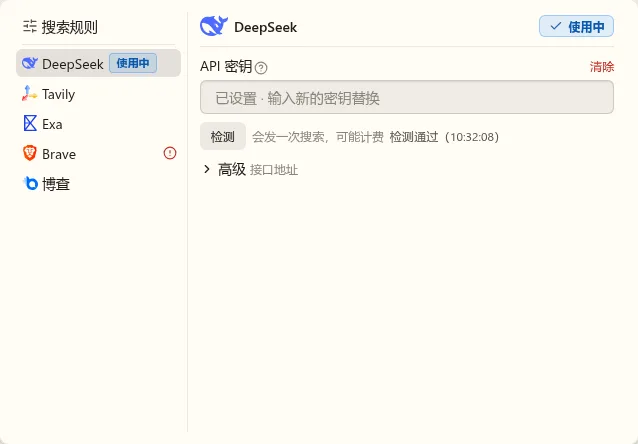 搜索规则
DeepSeek 使用中
Tavily
Exa
Brave
博查
DeepSeek
使用中
API 密钥
清除
已设置 · 输入新的密钥替换
检测 会发一次搜索，可能计费 检测通过（10:32:08）
高级 接口地址